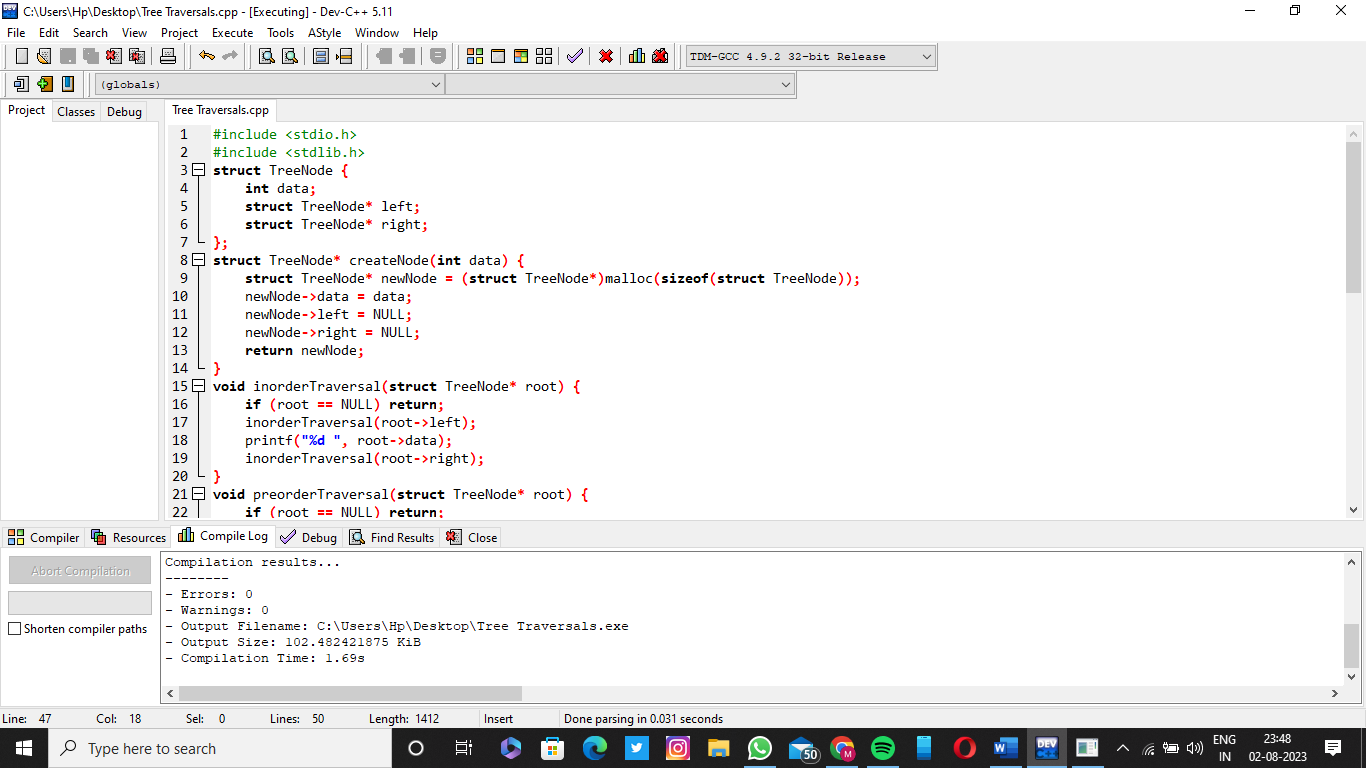 C:\Users\Hp\Desktop\Tree Traversals.cpp - [Executing] - Dev-C++ 5.11
File Edit Search View Project Execute Tools AStyle Window Help
TDM-GCC 4.9.2 32-bit Release
(globals)
Project Classes Debug
Tree Traversals.cpp
1 #include <stdio.h>
2 #include <stdlib.h>
3 struct TreeNode {
4 int data;
5 struct TreeNode* left;
6 struct TreeNode* right;
7 };
8 struct TreeNode* createNode(int data) {
9 struct TreeNode* newNode = (struct TreeNode*)malloc(sizeof(struct TreeNode));
10 newNode->data = data;
11 newNode->left = NULL;
12 newNode->right = NULL;
13 return newNode;
14 }
15 void inorderTraversal(struct TreeNode* root) {
16 if (root == NULL) return;
17 inorderTraversal(root->left);
18 printf("%d ", root->data);
19 inorderTraversal(root->right);
20 }
21 void preorderTraversal(struct TreeNode* root) {
22 if (root == NULL) return;
Compiler Resources Compile Log Debug Find Results Close
Abort Compilation
Shorten compiler paths
Compilation results...
--------
- Errors: 0
- Warnings: 0
- Output Filename: C:\Users\Hp\Desktop\Tree Traversals.exe
- Output Size: 102.482421875 KiB
- Compilation Time: 1.69s
Line: 47 Col: 18 Sel: 0 Lines: 50 Length: 1412 Insert Done parsing in 0.031 seconds
Type here to search
50
M
DEV
C++
ENG
IN
23:48
02-08-2023